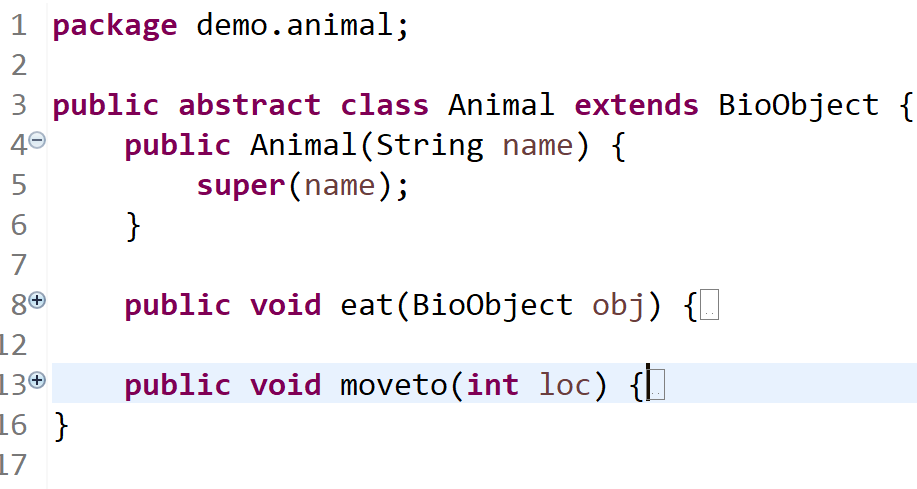 1 package demo.animal;
2
3 public abstract class Animal extends BioObject {
4 public Animal(String name) {
5 super(name);
6 }
7
8 public void eat(BioObject obj) {..
12
13 public void moveto(int loc) {..
16 }
17